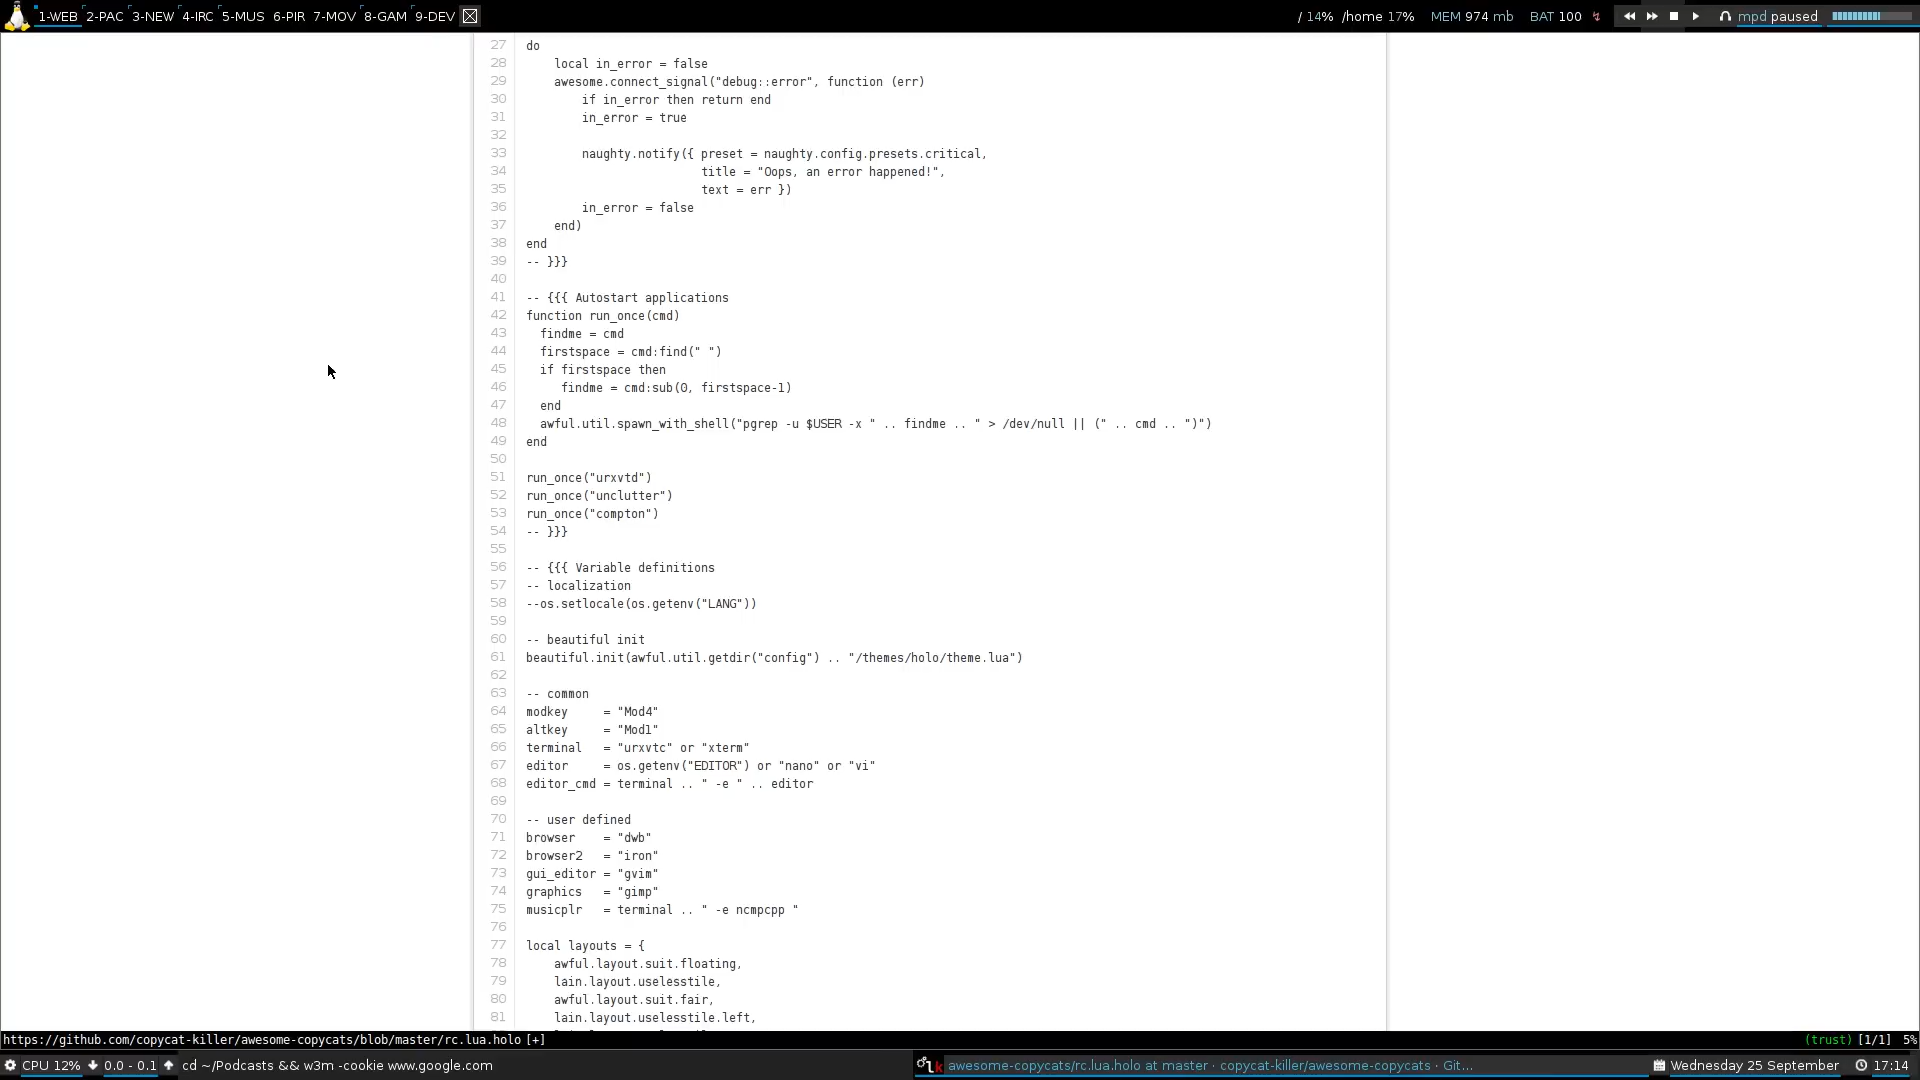 1-WEB 2-PAC 3-NEW 4-IRC 5-MUS 6-PIR 7-MOV 8-GAM 9-DEV / 14% /home 17% MEM 974 mb BAT 100 mpd paused
27 do
28     local in_error = false
29     awesome.connect_signal("debug::error", function (err)
30         if in_error then return end
31         in_error = true
32
33         naughty.notify({ preset = naughty.config.presets.critical,
34                          title = "Oops, an error happened!",
35                          text = err })
36         in_error = false
37     end)
38 end
39 -- }}}
40
41 -- {{{ Autostart applications
42 function run_once(cmd)
43   findme = cmd
44   firstspace = cmd:find(" ")
45   if firstspace then
46      findme = cmd:sub(0, firstspace-1)
47   end
48   awful.util.spawn_with_shell("pgrep -u $USER -x " .. findme .. " > /dev/null || (" .. cmd .. ")")
49 end
50
51 run_once("urxvtd")
52 run_once("unclutter")
53 run_once("compton")
54 -- }}}
55
56 -- {{{ Variable definitions
57 -- localization
58 --os.setlocale(os.getenv("LANG"))
59
60 -- beautiful init
61 beautiful.init(awful.util.getdir("config") .. "/themes/holo/theme.lua")
62
63 -- common
64 modkey     = "Mod4"
65 altkey     = "Mod1"
66 terminal   = "urxvtc" or "xterm"
67 editor     = os.getenv("EDITOR") or "nano" or "vi"
68 editor_cmd = terminal .. " -e " .. editor
69
70 -- user defined
71 browser    = "dwb"
72 browser2   = "iron"
73 gui_editor = "gvim"
74 graphics   = "gimp"
75 musicplr   = terminal .. " -e ncmpcpp "
76
77 local layouts = {
78     awful.layout.suit.floating,
79     lain.layout.uselesstile,
80     awful.layout.suit.fair,
81     lain.layout.uselesstile.left,
https://github.com/copycat-killer/awesome-copycats/blob/master/rc.lua.holo [+] (trust) [1/1] 5%
CPU 12% 0.0 - 0.1 cd ~/Podcasts && w3m -cookie www.google.com awesome-copycats/rc.lua.holo at master · copycat-killer/awesome-copycats · Git... Wednesday 25 September 17:14